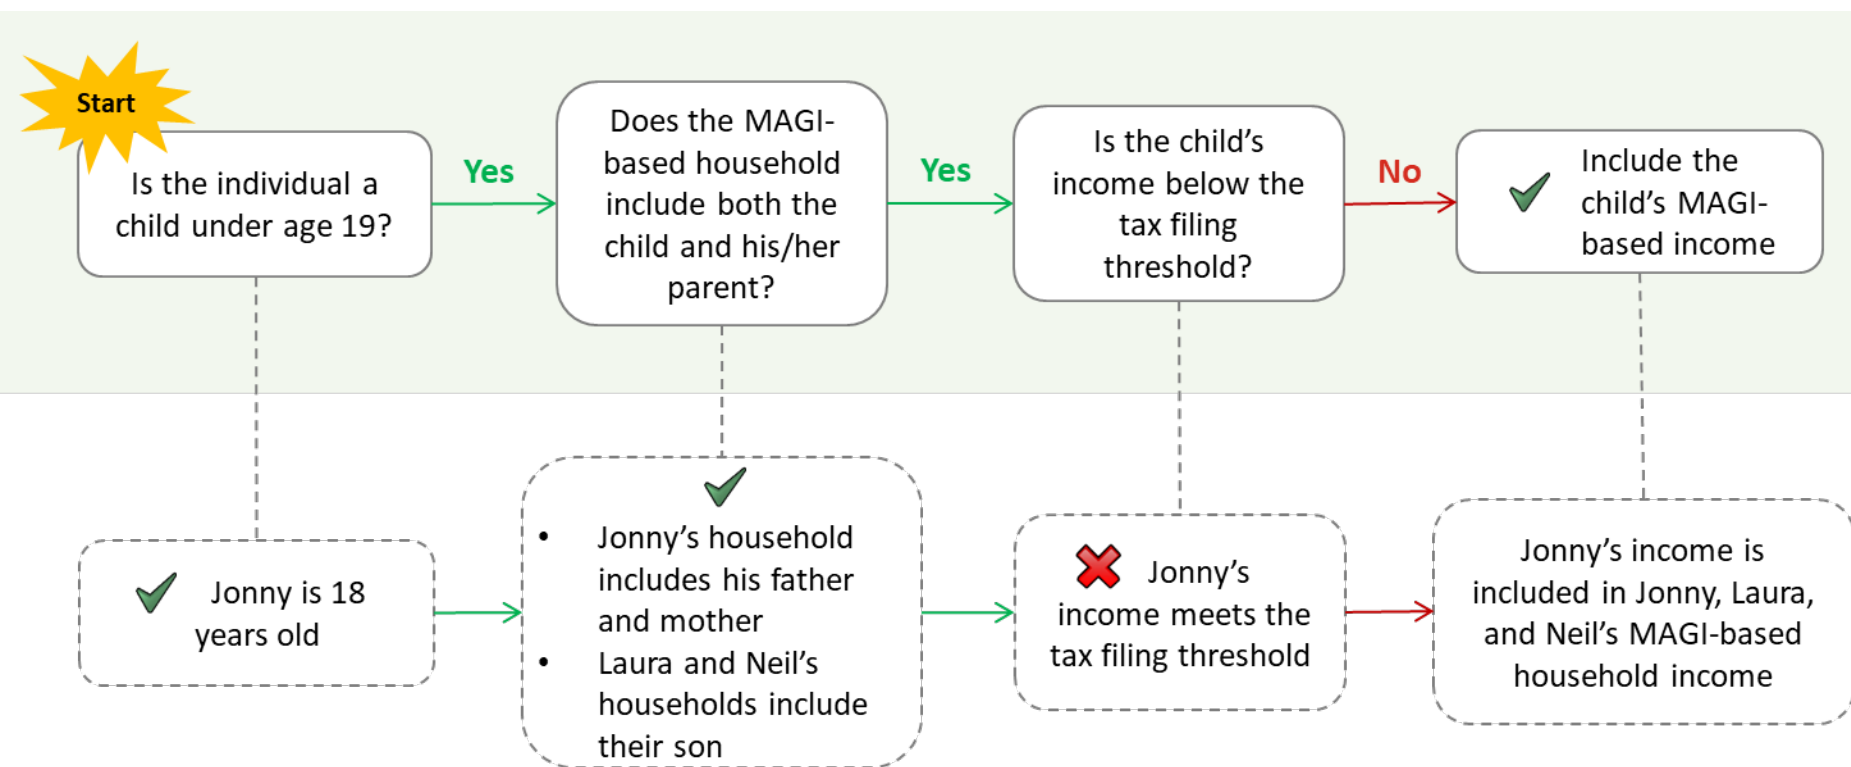 Start
Is the individual a
child under age 19?
Yes
Does the MAGI-
based household
include both the
child and his/her
parent?
Yes
Is the child’s
income below the
tax filing
threshold?
No
Include the
child’s MAGI-
based income
Jonny is 18
years old
• Jonny’s household
includes his father
and mother
• Laura and Neil’s
households include
their son
Jonny’s
income meets the
tax filing threshold
Jonny’s income is
included in Jonny, Laura,
and Neil’s MAGI-based
household income